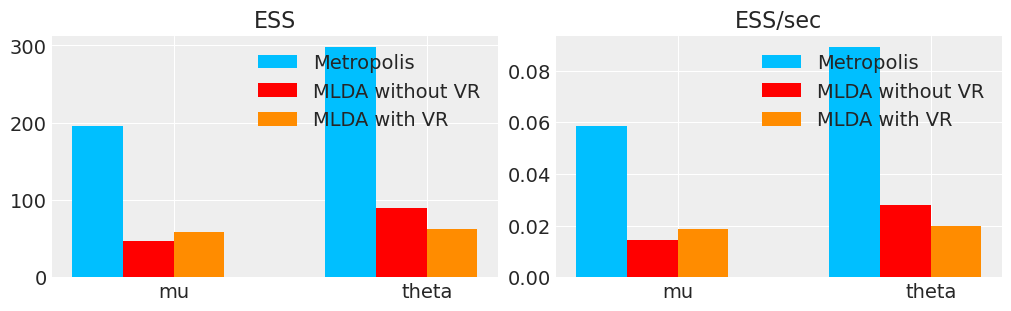 ESS
300
200
100
0
Metropolis
MLDA without VR
MLDA with VR
mu theta
ESS/sec
0.08
0.06
0.04
0.02
0.00
Metropolis
MLDA without VR
MLDA with VR
mu theta